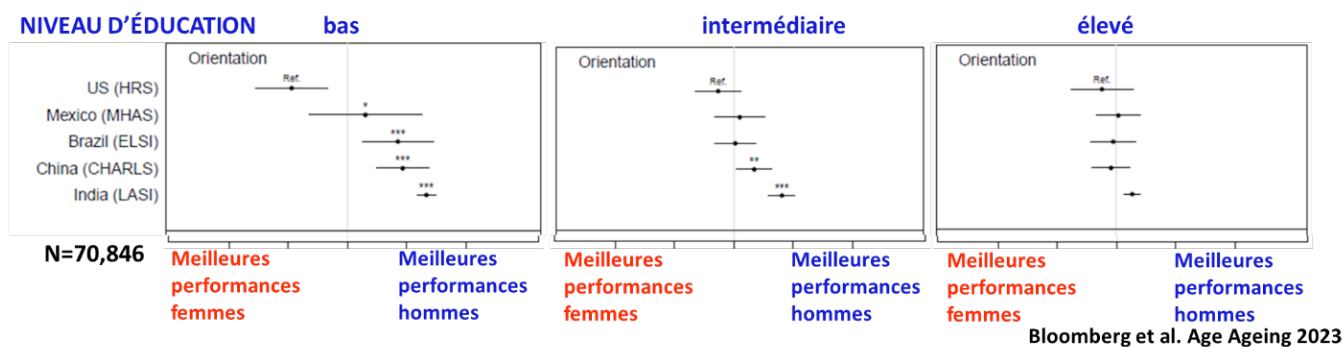 NIVEAU D'ÉDUCATION bas intermédiaire élevé
Orientation Orientation Orientation
US (HRS) Ref. Ref. Ref.
Mexico (MHAS) *
Brazil (ELSI) ***
China (CHARLS) *** **
India (LASI) *** ***
N=70,846
Meilleures performances femmes
Meilleures performances hommes
Meilleures performances femmes
Meilleures performances hommes
Meilleures performances femmes
Meilleures performances hommes
Bloomberg et al. Age Ageing 2023